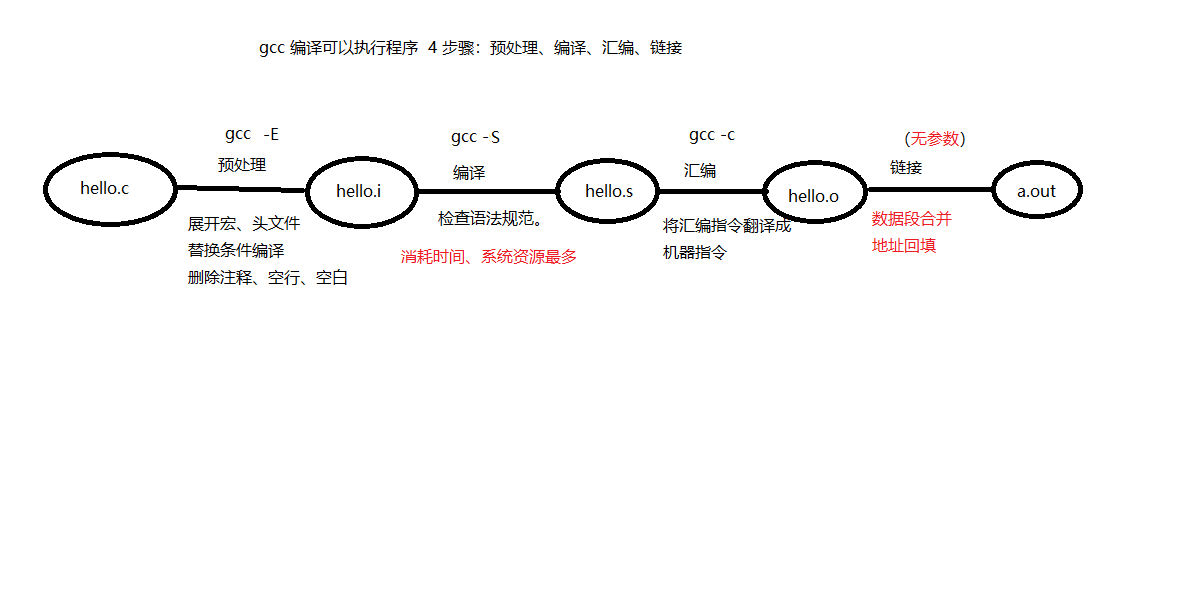 gcc 编译可以执行程序 4 步骤：预处理、编译、汇编、链接
gcc -E
预处理
gcc -S
编译
gcc -c
汇编
（无参数）
链接
hello.c
hello.i
hello.s
hello.o
a.out
展开宏、头文件
替换条件编译
删除注释、空行、空白
检查语法规范。
消耗时间、系统资源最多
将汇编指令翻译成
机器指令
数据段合并
地址回填